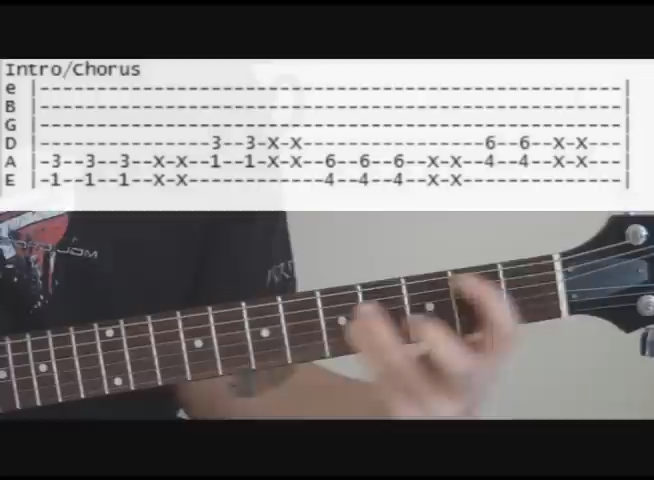 Intro/Chorus
e |---------------------------------------------------|
B |---------------------------------------------------|
G |---------------------------------------------------|
D |---------------3--3-x-x----------------6--6--x-x---|
A |-3--3--3--x-x--1--1-x-x--6--6--6--x-x--4--4--x-x---|
E |-1--1--1--x-x------------4--4--4--x-x--------------|